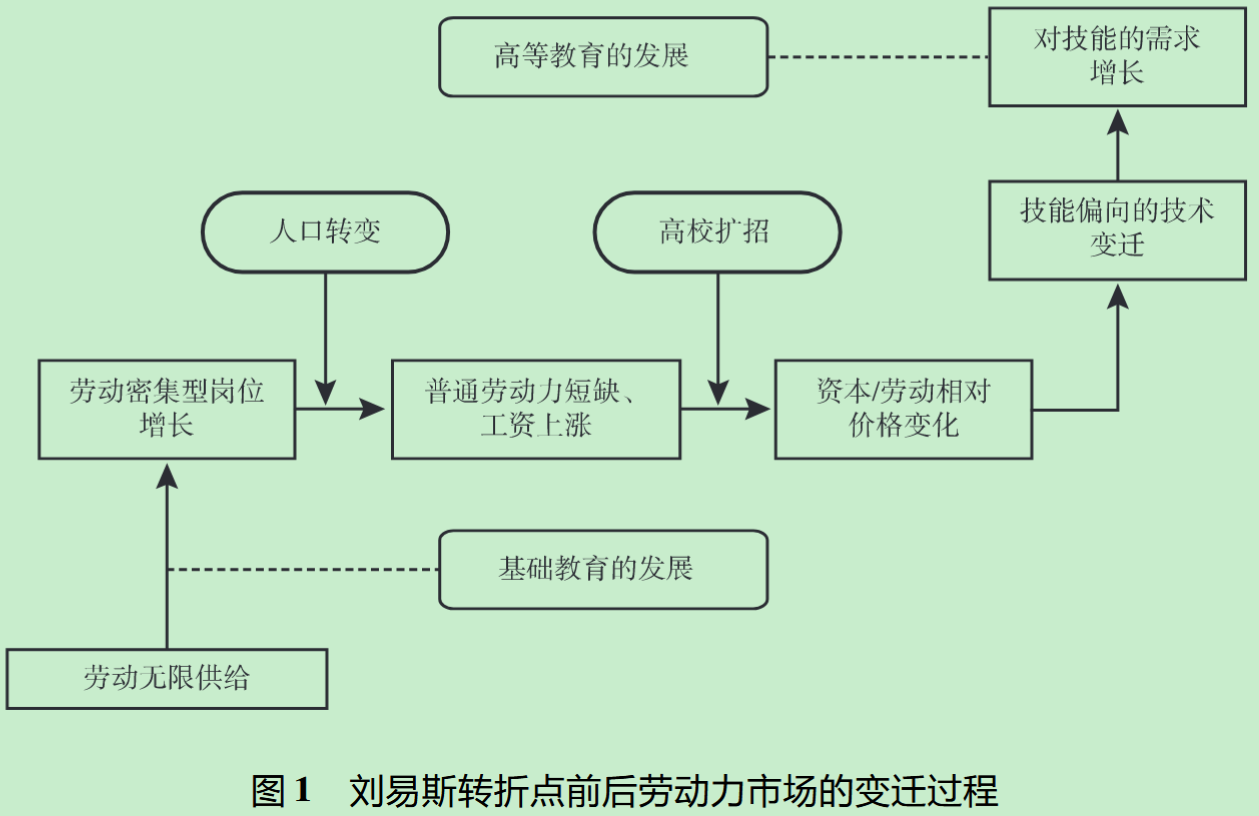 高等教育的发展
对技能的需求
增长
人口转变
高校扩招
技能偏向的技术
变迁
劳动密集型岗位
增长
普通劳动力短缺、
工资上涨
资本/劳动相对
价格变化
基础教育的发展
劳动无限供给
图1 刘易斯转折点前后劳动力市场的变迁过程